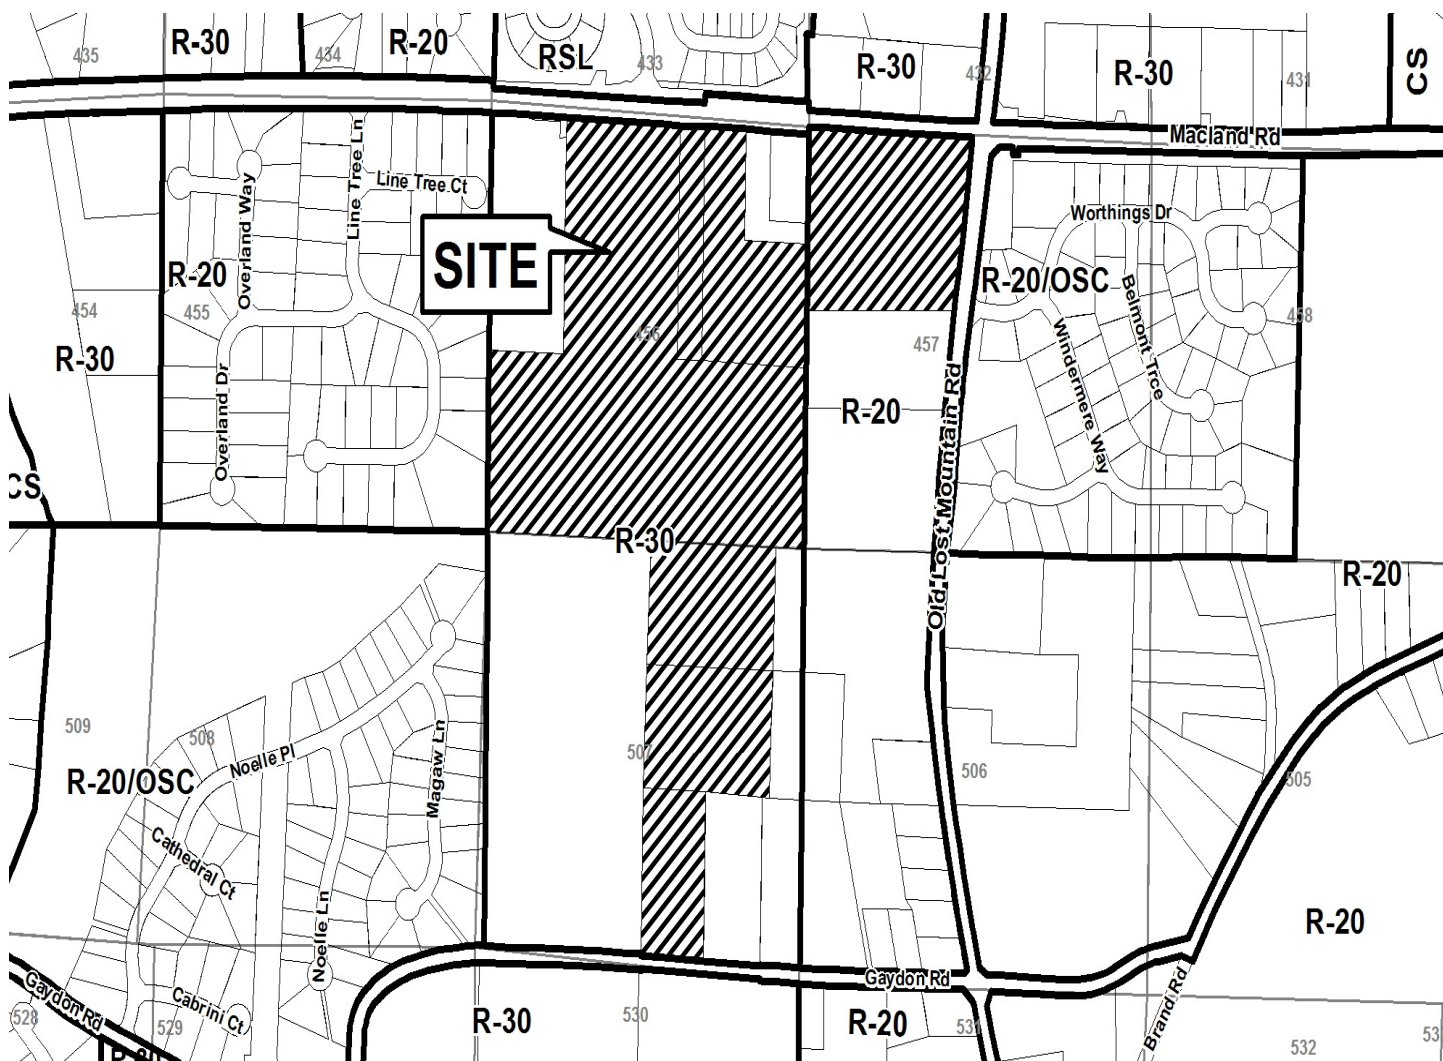 R-30
R-20
RSL
R-30
R-30
CS
435
434
433
432
431
Macland Rd
Line Tree Ln
Line Tree Ct
Overland Way
Worthings Dr
SITE
R-20
R-20/OSC
Belmont Trce
454
455
456
457
458
R-30
Overland Dr
Windermere Way
R-20
Old Lost Mountain Rd
CS
R-30
R-20
509
508
507
506
505
Noelle Pl
Magaw Ln
R-20/OSC
Cathedral Ct
Noelle Ln
R-20
Gaydon Rd
Gaydon Rd
Cabrini Ct
Brand Rd
528
529
530
R-30
R-20
532